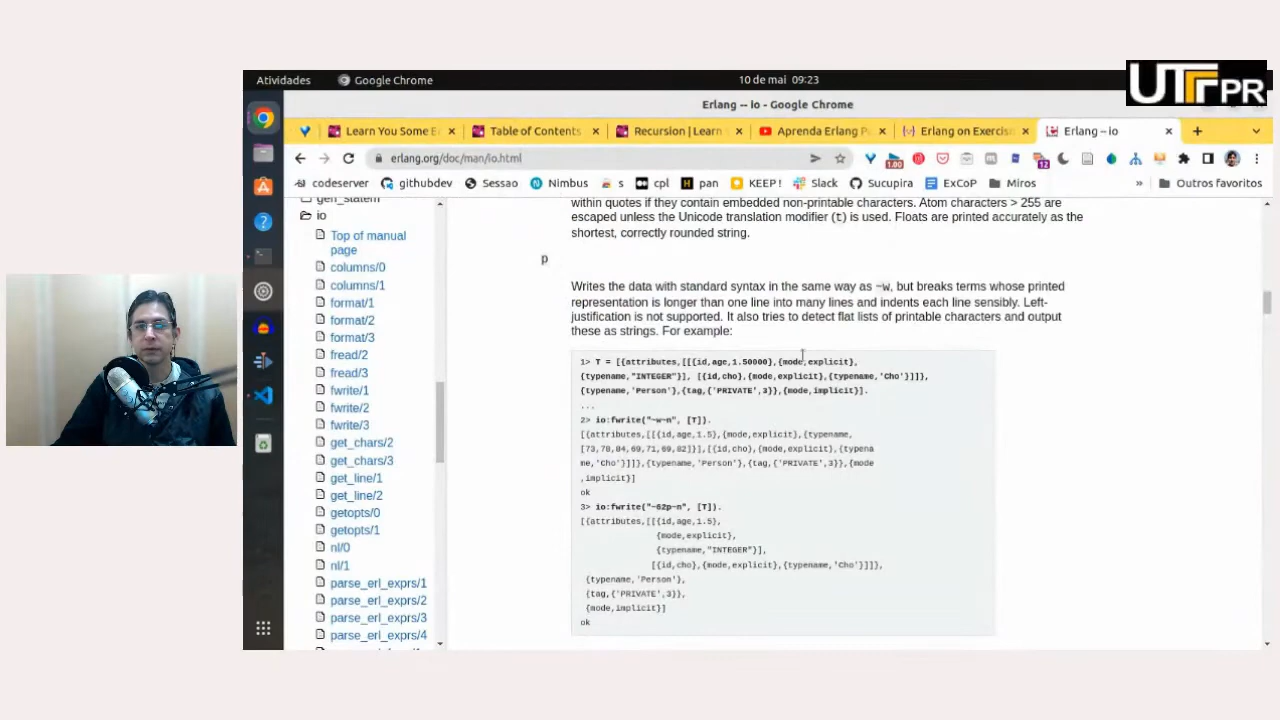 Atividades
Google Chrome
10 de mai 09:23
UTFPR
Erlang -- io - Google Chrome
Learn You Some E
Table of Contents
Recursion | Learn
Aprenda Erlang P
Erlang on Exercis
Erlang -- io
erlang.org/doc/man/io.html
1.00
12
codeserver
githubdev
Sessao
Nimbus
s
cpl
pan
KEEP!
Slack
Sucupira
ExCoP
Miros
»
Outros favoritos
gen_statem
io
Top of manual
page
columns/0
columns/1
format/1
format/2
format/3
fread/2
fread/3
fwrite/1
fwrite/2
fwrite/3
get_chars/2
get_chars/3
get_line/1
get_line/2
getopts/0
getopts/1
nl/0
nl/1
parse_erl_exprs/1
parse_erl_exprs/2
parse_erl_exprs/3
parse_erl_exprs/4
within quotes if they contain embedded non-printable characters. Atom characters > 255 are
escaped unless the Unicode translation modifier (t) is used. Floats are printed accurately as the
shortest, correctly rounded string.
p
Writes the data with standard syntax in the same way as ~w, but breaks terms whose printed
representation is longer than one line into many lines and indents each line sensibly. Left-
justification is not supported. It also tries to detect flat lists of printable characters and output
these as strings. For example:
1> T = [{attributes,[[{id,age,1.50000},{mode,explicit},
{typename,"INTEGER"}], [{id,cho},{mode,explicit},{typename,'Cho'}]]},
{typename,'Person'},{tag,{'PRIVATE',3}},{mode,implicit}].
...
2> io:fwrite("~w~n", [T]).
[{attributes,[[{id,age,1.5},{mode,explicit},{typename,
[73,78,84,69,71,69,82]}],[{id,cho},{mode,explicit},{typena
me,'Cho'}]]},{typename,'Person'},{tag,{'PRIVATE',3}},{mode
,implicit}]
ok
3> io:fwrite("~62p~n", [T]).
[{attributes,[[{id,age,1.5},
{mode,explicit},
{typename,"INTEGER"}],
[{id,cho},{mode,explicit},{typename,'Cho'}]]},
{typename,'Person'},
{tag,{'PRIVATE',3}},
{mode,implicit}]
ok